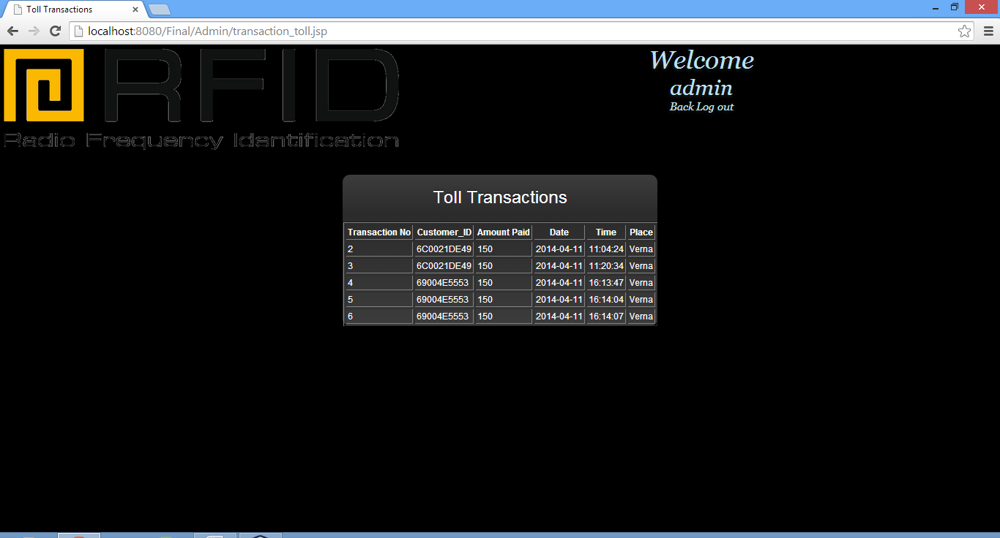 Toll Transactions
localhost:8080/Final/Admin/transaction_toll.jsp
RFID
Radio Frequency Identification
Welcome
admin
Back Log out
Toll Transactions
Transaction No Customer_ID Amount Paid Date Time Place
2 6C0021DE49 150 2014-04-11 11:04:24 Verna
3 6C0021DE49 150 2014-04-11 11:20:34 Verna
4 69004E5553 150 2014-04-11 16:13:47 Verna
5 69004E5553 150 2014-04-11 16:14:04 Verna
6 69004E5553 150 2014-04-11 16:14:07 Verna